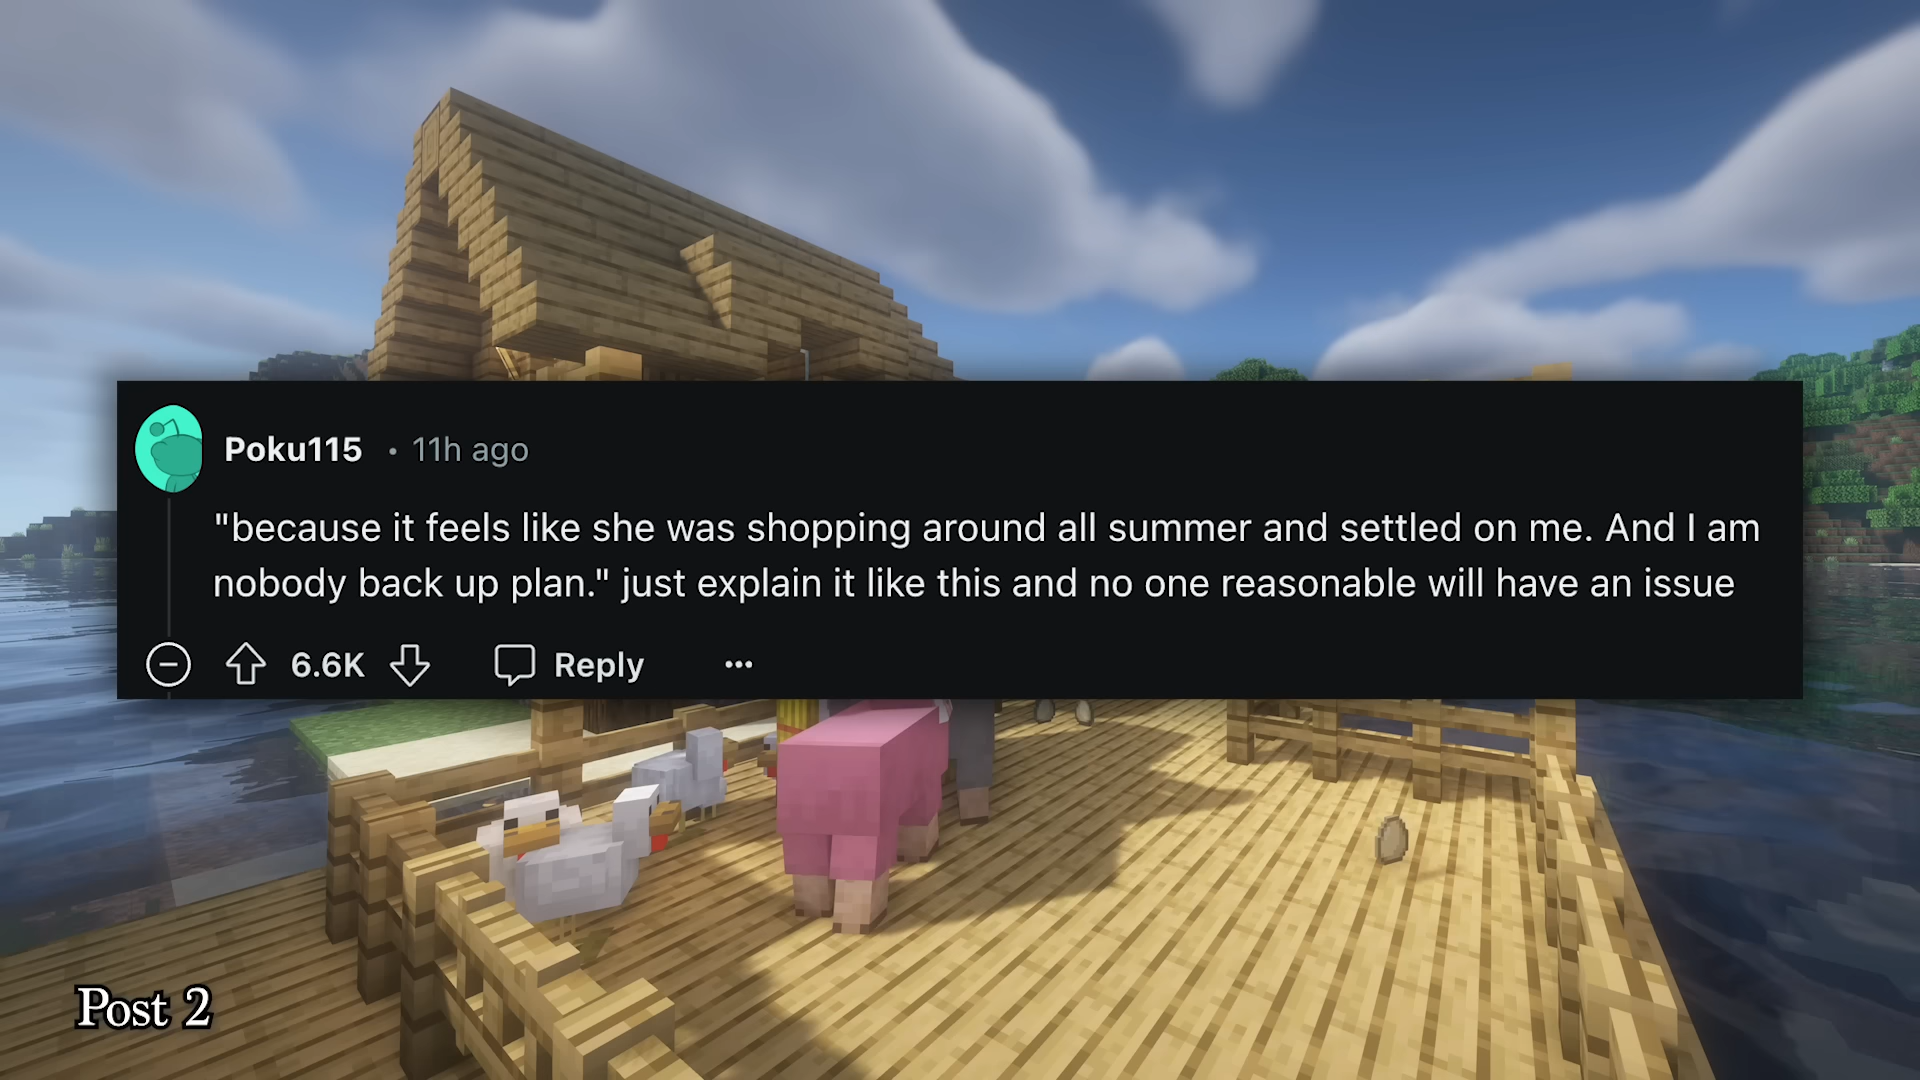 Poku115 • 11h ago
"because it feels like she was shopping around all summer and settled on me. And I am
nobody back up plan." just explain it like this and no one reasonable will have an issue
6.6K Reply ...
Post 2